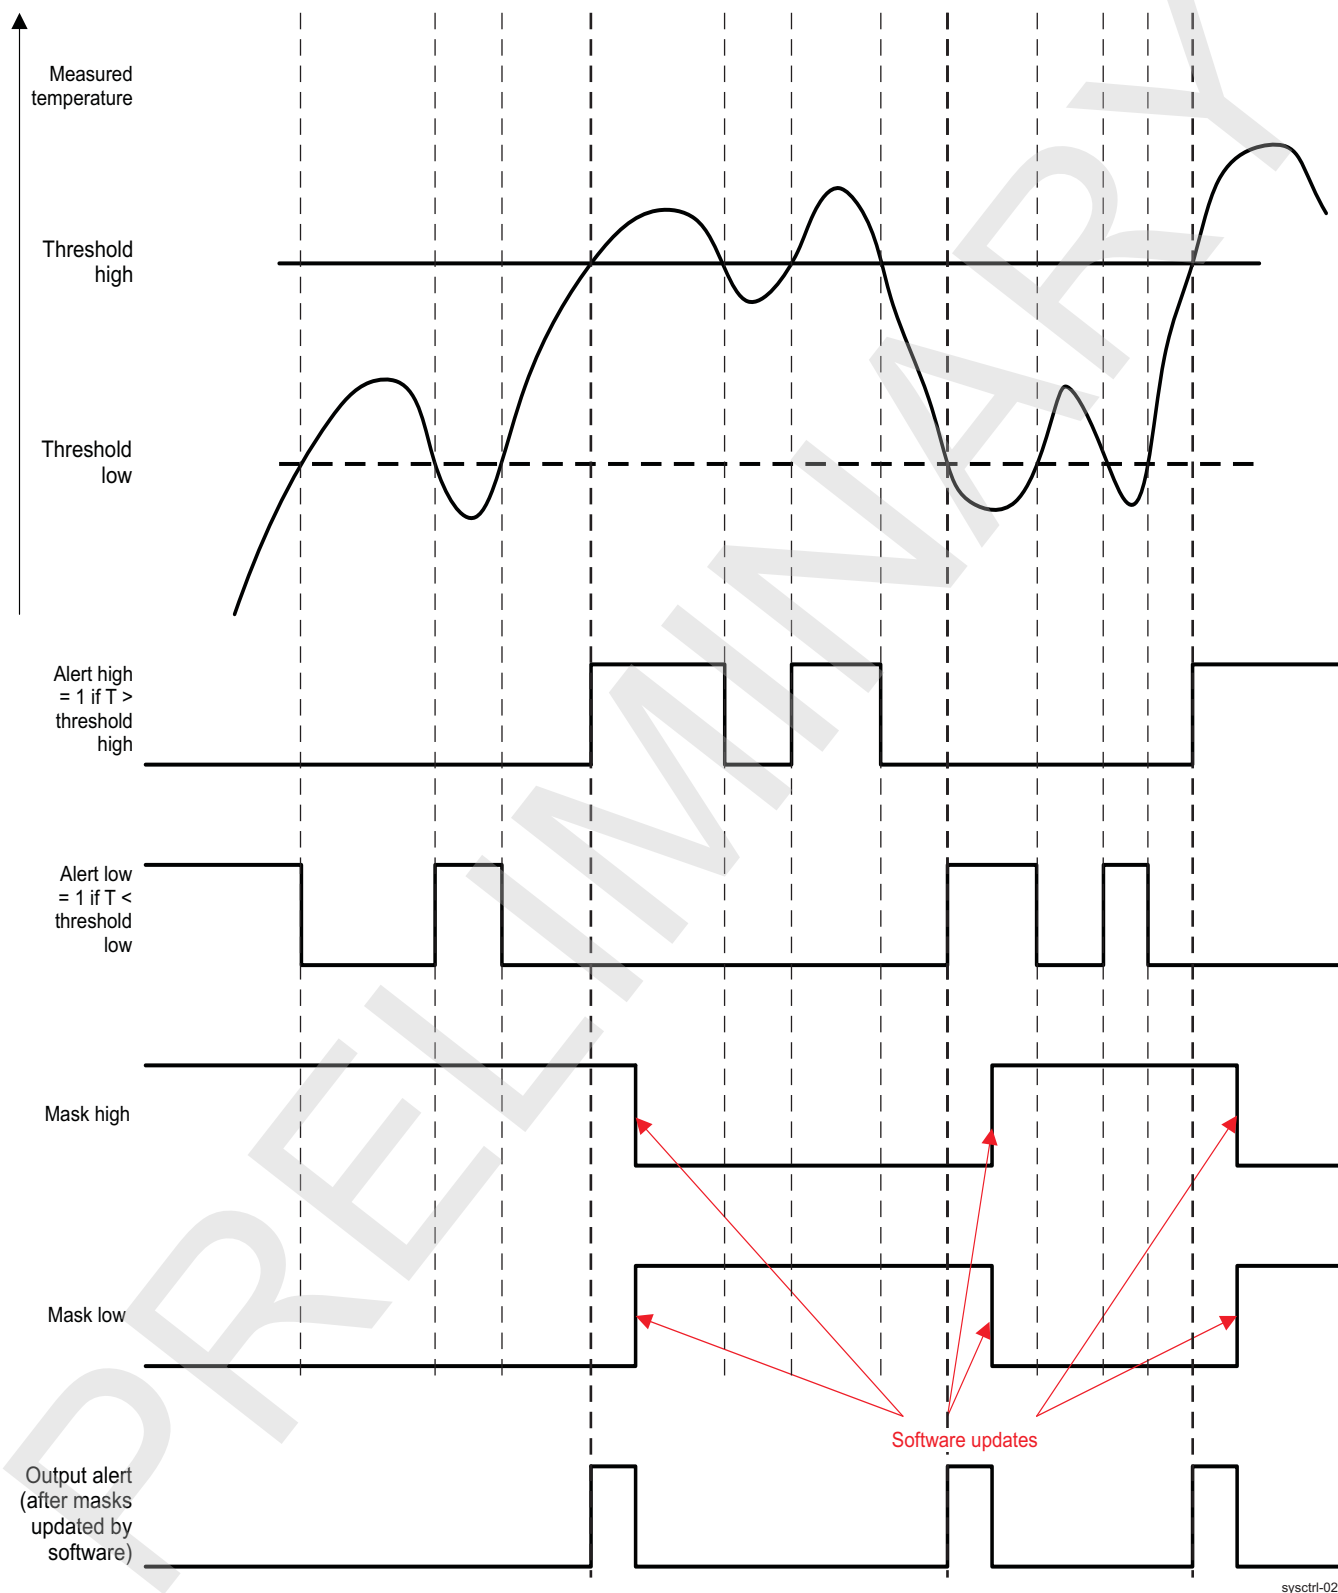 Measured
temperature
Threshold
high
Threshold
low
Alert high
= 1 if T >
threshold
high
Alert low
= 1 if T <
threshold
low
Mask high
Mask low
Software updates
Output alert
(after masks
updated by
software)
sysctrl-02
PRELIMINARY